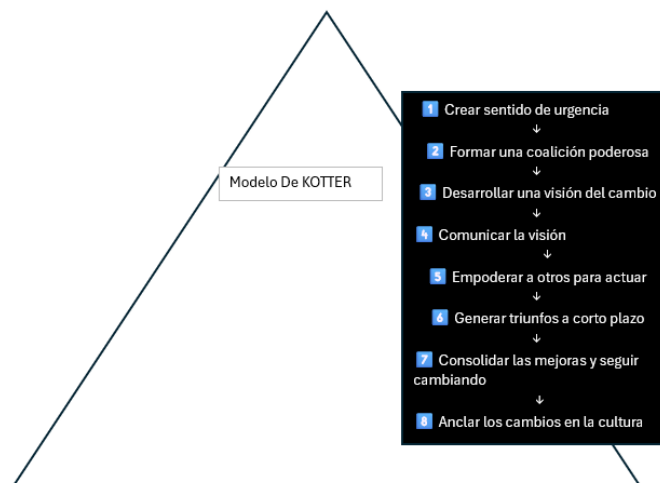 1 Crear sentido de urgencia
↓
2 Formar una coalición poderosa
↓
Modelo De KOTTER
3 Desarrollar una visión del cambio
↓
4 Comunicar la visión
↓
5 Empoderar a otros para actuar
↓
6 Generar triunfos a corto plazo
↓
7 Consolidar las mejoras y seguir
cambiando
↓
8 Anclar los cambios en la cultura